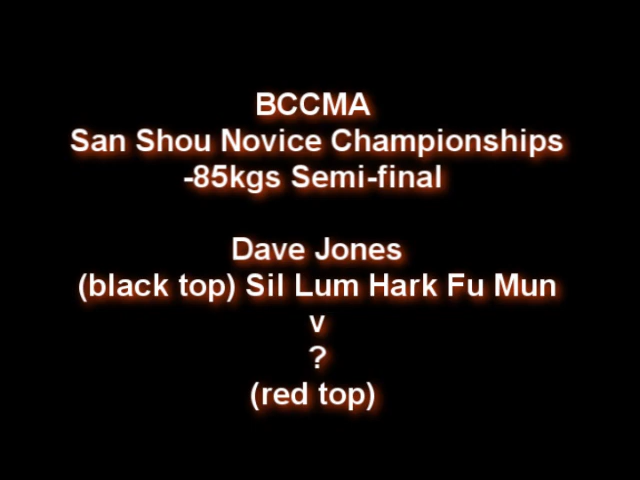 BCCMA
San Shou Novice Championships
-85kgs Semi-final
Dave Jones
(black top) Sil Lum Hark Fu Mun
v
?
(red top)